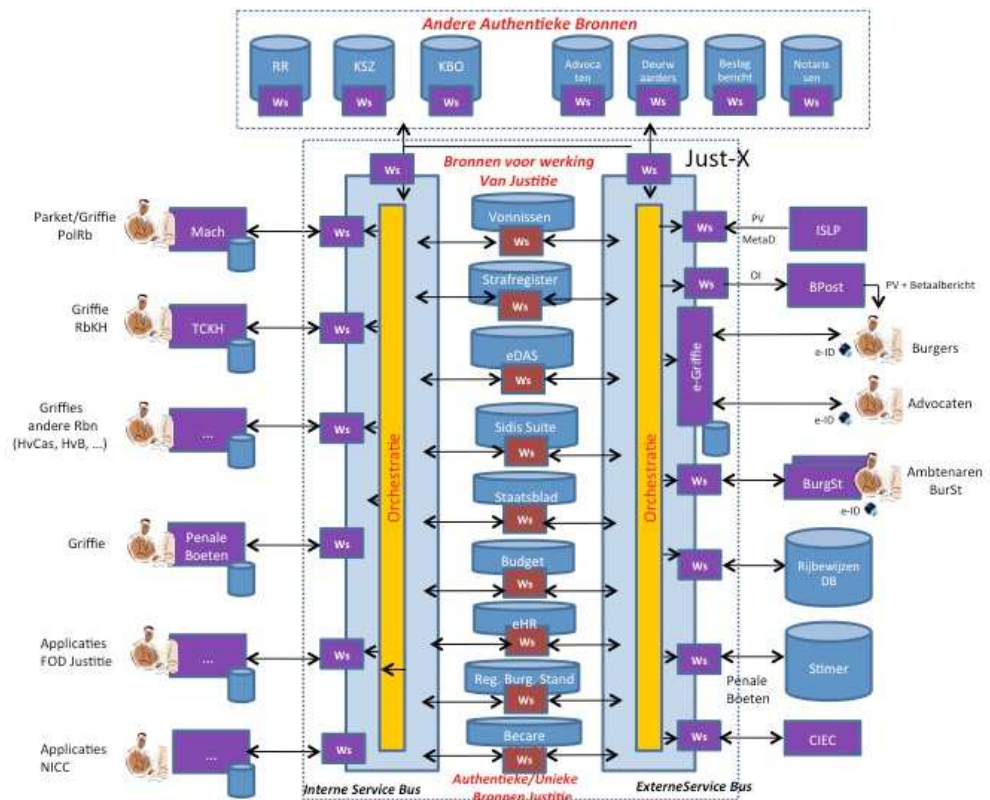 Andere Authentieke Bronnen
RR
KSZ
KBO
Advoca
ten
Deurw
aarders
Beslag
bericht
Notaris
sen
Ws
Ws
Ws
Ws
Ws
Ws
Ws
Ws
Bronnen voor werking
Van Justitie
Ws
Just-X
Parket/Griffie
PolRb
Mach
Ws
Vonnissen
Ws
Ws
PV
MetaD
ISLP
Strafregister
Ws
Ws
OI
BPost
PV + Betaalbericht
Griffie
RbKH
TCKH
Ws
eDAS
Ws
e-Griffie
e-ID
Burgers
Griffies
andere Rbn
(HvCas, HvB, ...)
...
Ws
Sidis Suite
Ws
e-ID
Advocaten
Orchestratie
Orchestratie
Staatsblad
Ws
Ws
BurgSt
Ambtenaren
BurSt
e-ID
Griffie
Penale
Boeten
Ws
Budget
Ws
Ws
Rijbewijzen
DB
eHR
Ws
Applicaties
FOD Justitie
...
Ws
Reg. Burg. Stand
Ws
Ws
Penale
Boeten
Stimer
Applicaties
NICC
...
Ws
Becare
Ws
Ws
CIEC
Interne Service Bus
Authentieke/Unieke
Bronnen Justitie
ExterneService Bus